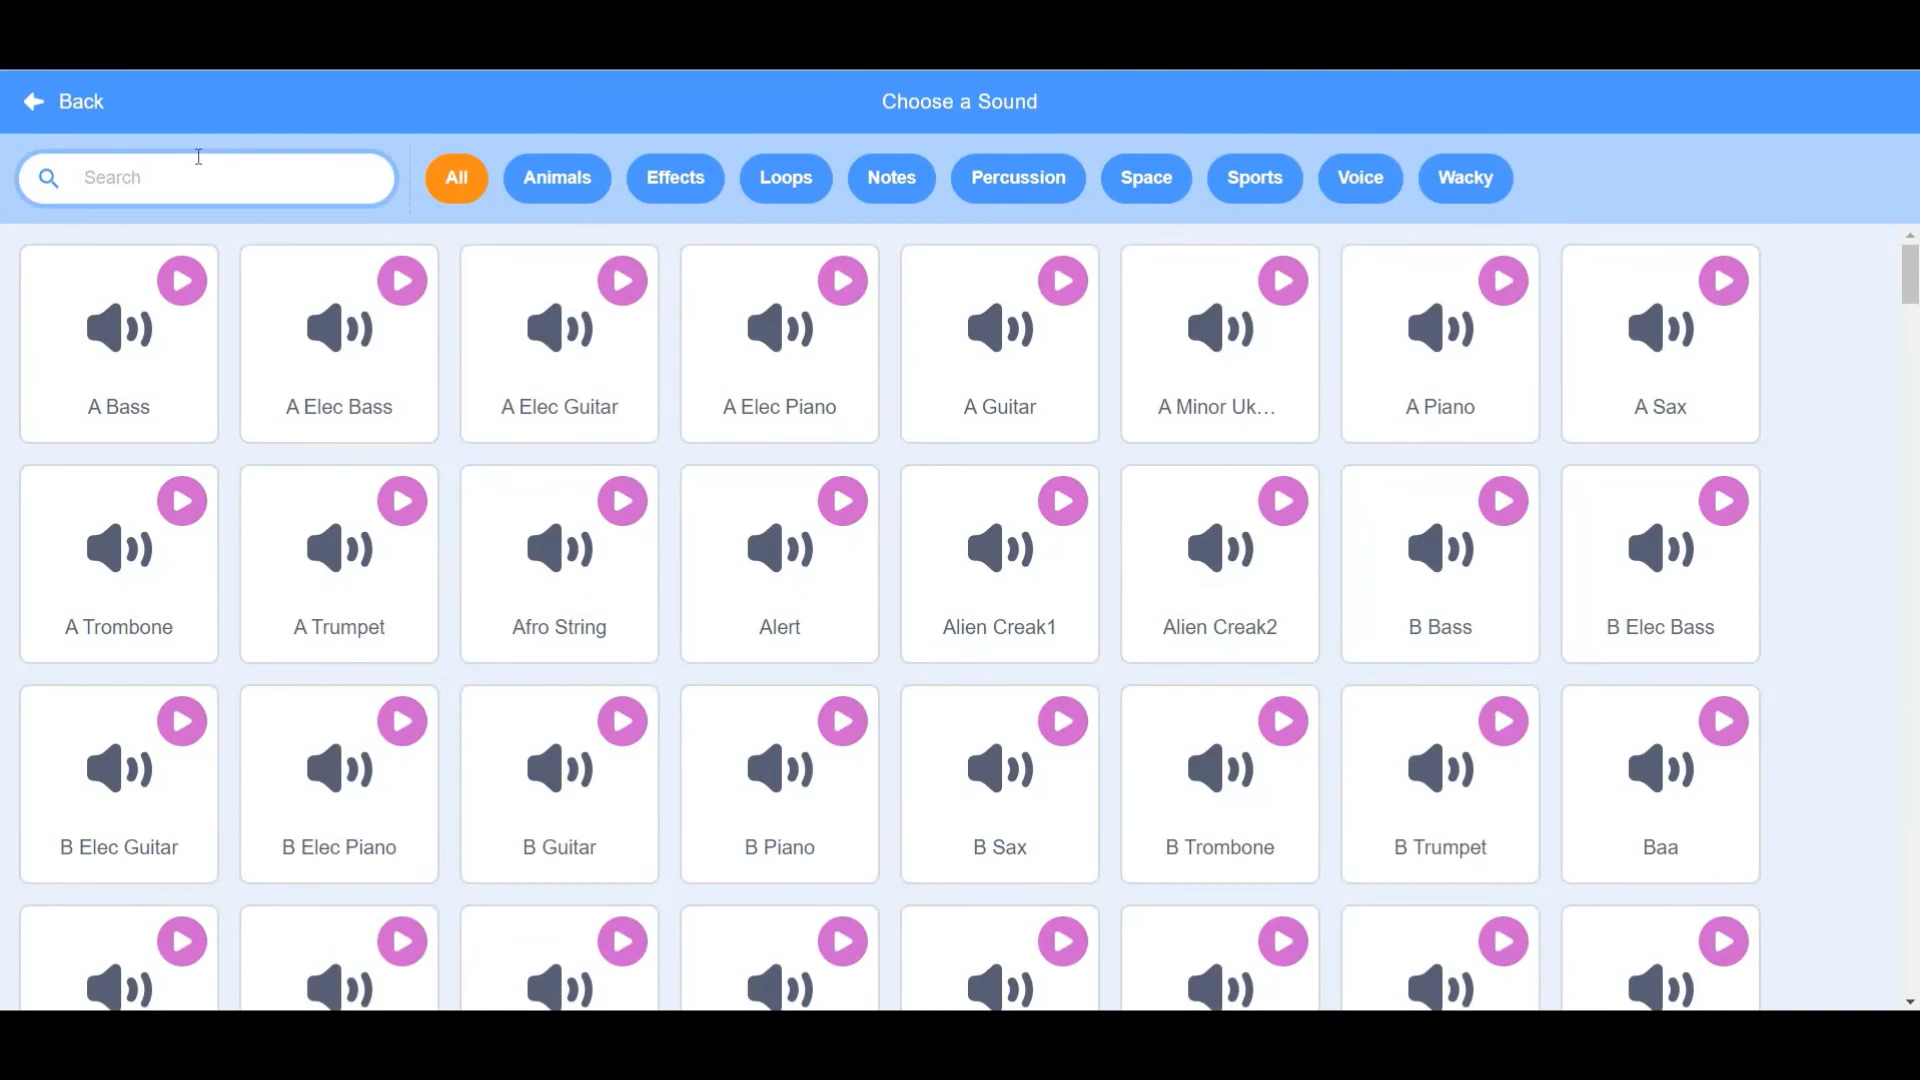 Back
Choose a Sound
Search
All Animals Effects Loops Notes Percussion Space Sports Voice Wacky
A Bass A Elec Bass A Elec Guitar A Elec Piano A Guitar A Minor Uk... A Piano A Sax
A Trombone A Trumpet Afro String Alert Alien Creak1 Alien Creak2 B Bass B Elec Bass
B Elec Guitar B Elec Piano B Guitar B Piano B Sax B Trombone B Trumpet Baa